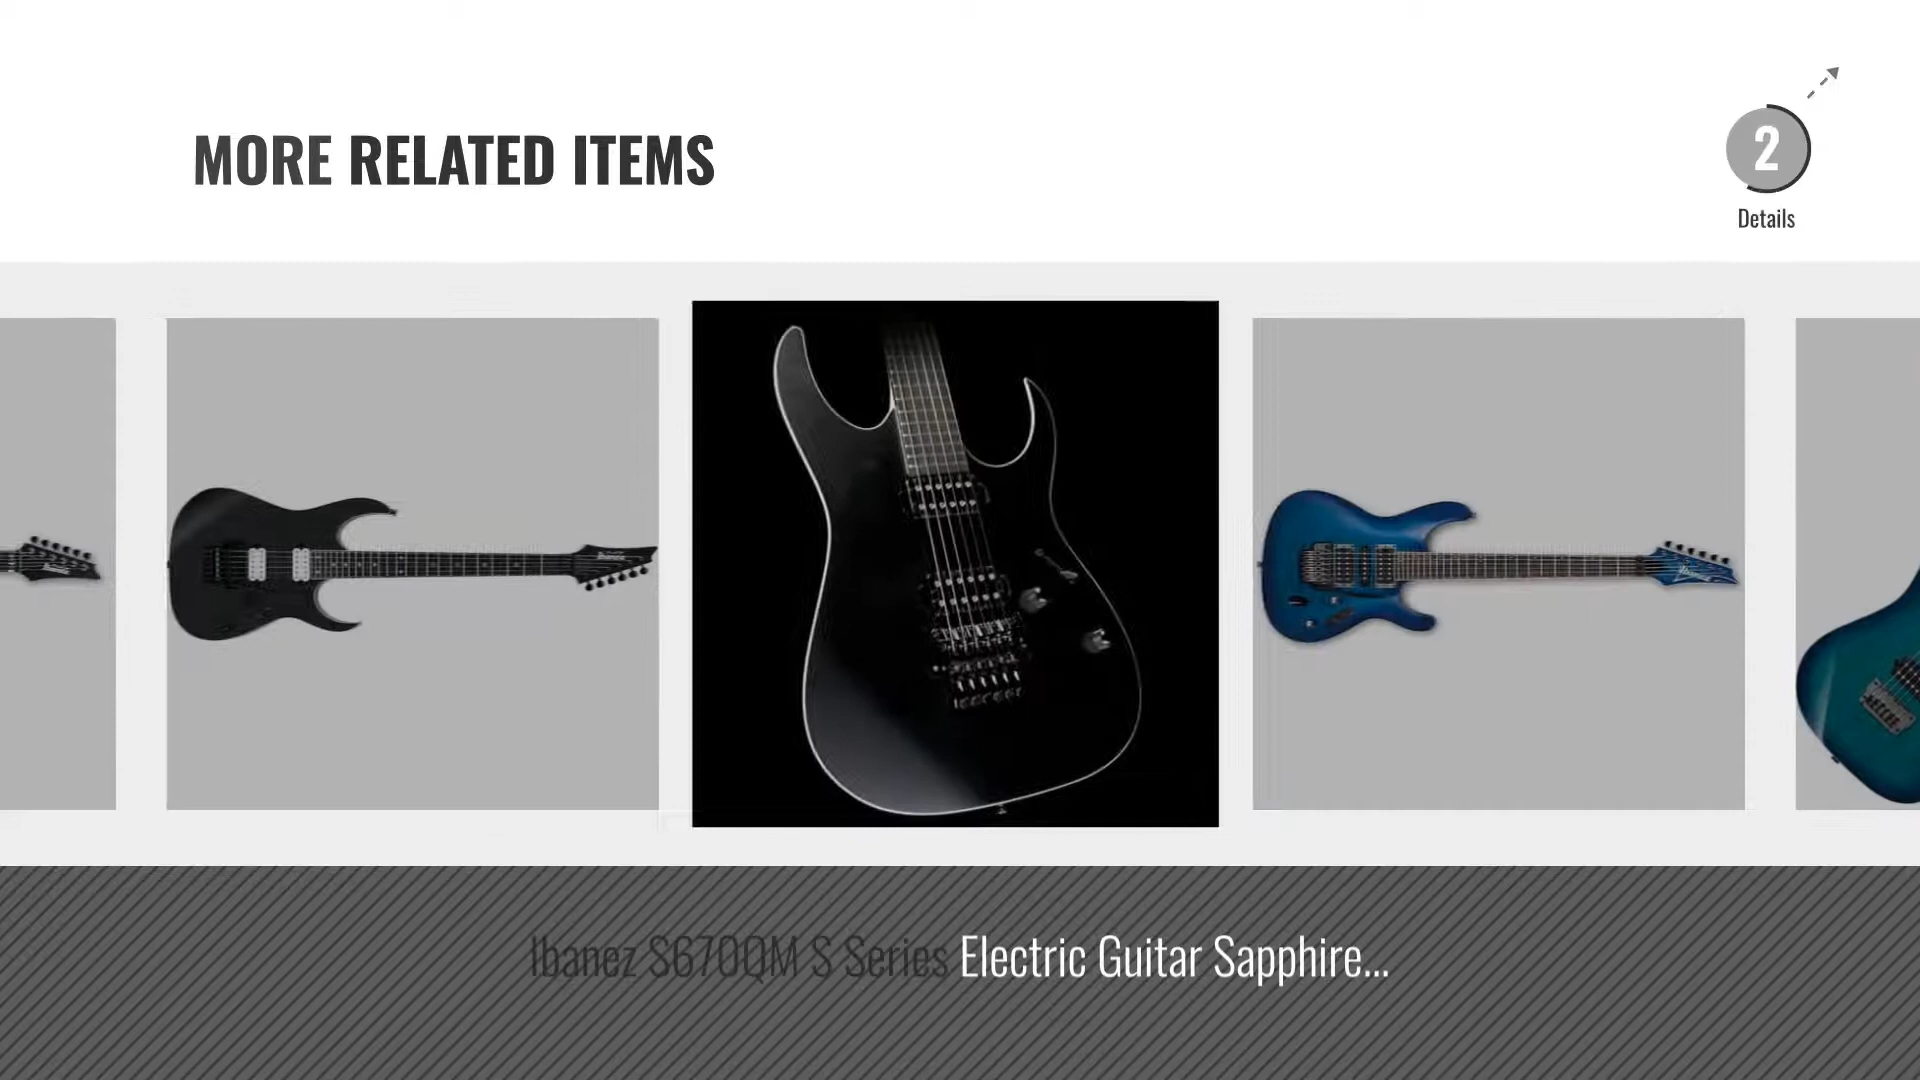 MORE RELATED ITEMS
2
Details
Ibanez S670QM S Series Electric Guitar Sapphire...